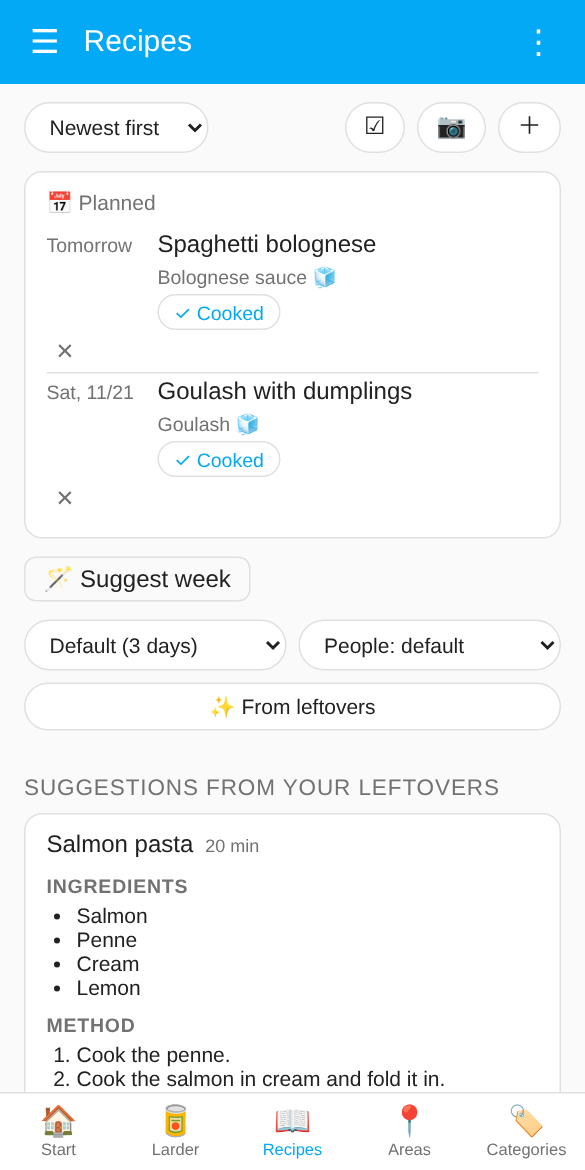 Recipes
Newest first
Planned
Tomorrow Spaghetti bolognese
Bolognese sauce
✓ Cooked
✕
Sat, 11/21 Goulash with dumplings
Goulash
✓ Cooked
✕
Suggest week
Default (3 days) People: default
From leftovers
SUGGESTIONS FROM YOUR LEFTOVERS
Salmon pasta 20 min
INGREDIENTS
• Salmon
• Penne
• Cream
• Lemon
METHOD
1. Cook the penne.
2. Cook the salmon in cream and fold it in.
Start Larder Recipes Areas Categories